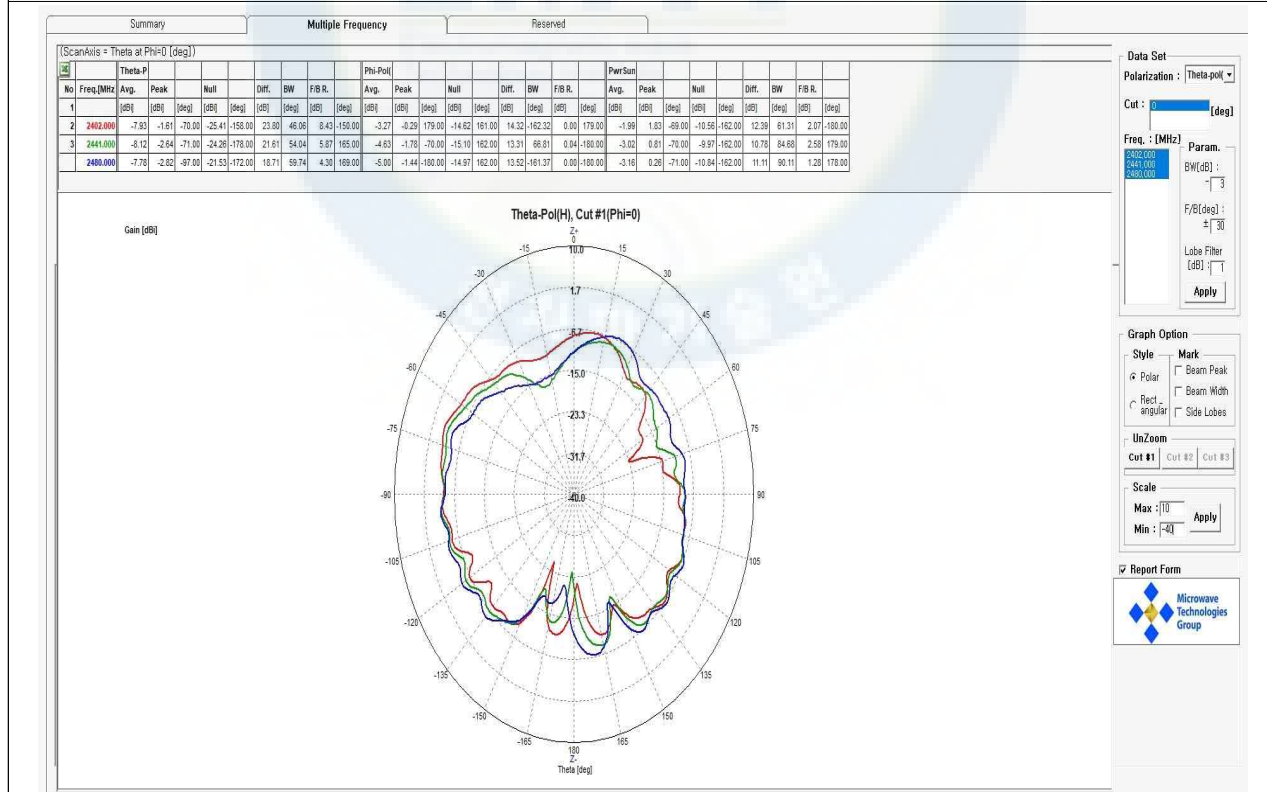 Summary
Multiple Frequency
Reserved
(ScanAxis = Theta at Phi=0 [deg])
Theta-P Phi-Pol( PwrSun
No Freq.[MHz Avg. Peak Null Diff. BW F/B R. Avg. Peak Null Diff. BW F/B R. Avg. Peak Null Diff. BW F/B R.
1 [dBi] [dBi] [deg] [dBi] [deg] [dB] [deg] [dB] [deg] [dBi] [dBi] [deg] [dBi] [deg] [dB] [deg] [dB] [deg] [dBi] [dBi] [deg] [dBi] [deg] [dB] [deg] [dB] [deg]
2 2402.000 -7.93 -1.61 -70.00 -25.41 -158.00 23.80 46.06 8.43 -150.00 -3.27 -0.29 179.00 -14.62 161.00 14.32 -162.32 0.00 179.00 -1.99 1.83 -69.00 -10.56 -162.00 12.39 61.31 2.07 -180.00
3 2441.000 -8.12 -2.64 -71.00 -24.26 -178.00 21.61 54.04 5.87 165.00 -4.63 -1.78 -70.00 -15.10 162.00 13.31 66.81 0.04 -180.00 -3.02 0.81 -70.00 -9.97 -162.00 10.78 84.68 2.58 179.00
2480.000 -7.78 -2.82 -97.00 -21.53 -172.00 18.71 59.74 4.30 169.00 -5.00 -1.44 -180.00 -14.97 162.00 13.52 -161.37 0.00 -180.00 -3.16 0.26 -71.00 -10.84 -162.00 11.11 90.11 1.28 178.00
Theta-Pol(H), Cut #1(Phi=0)
Gain [dBi]
Z+
0
10.0
-15
15
-30
30
1.7
-45
45
-6.7
-60
60
-15.0
-23.3
-75
75
-31.7
-90
-40.0
90
-105
105
-120
120
-135
135
-150
150
-165
165
180
Z-
Theta [deg]
Data Set
Polarization : Theta-pol(
Cut : 0 [deg]
Freq. : [MHz]
2402,000
2441,000
2480,000
Param.
BW[dB] :
- 3
F/B[deg] :
± 30
Lobe Filter
[dB] : 1
Apply
Graph Option
Style
Mark
Polar
Beam Peak
Rect_
angular
Beam Width
Side Lobes
UnZoom
Cut #1 Cut #2 Cut #3
Scale
Max : 10
Min : -40
Apply
Report Form
Microwave
Technologies
Group